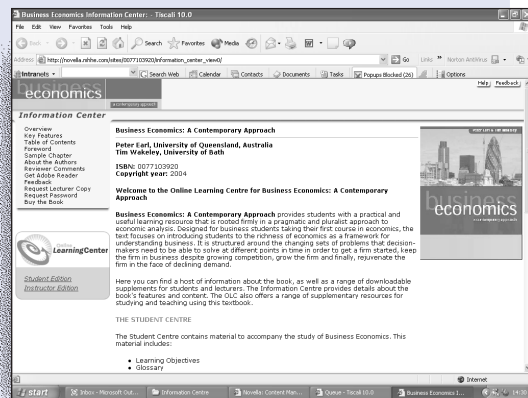 Business Economics Information Center: - Tiscali 10.0
File Edit View Favorites Tools Help
Search Favorites Media
Address http://novella.nhhe.com/sites/0077103920/information_center_view0/ Go Links Norton AntiVirus
Intranets Search Web Calendar Contacts Documents Tasks Popups Blocked (26) Options
business
economics
a contemporary approach
Help Feedback
Information Center
Overview
Key Features
Table of Contents
Foreword
Sample Chapter
About the Authors
Reviewer Comments
Get Adobe Reader
Feedback
Request Lecturer Copy
Request Password
Buy the Book
Online
LearningCenter
Student Edition
Instructor Edition
Business Economics: A Contemporary Approach
Peter Earl, University of Queensland, Australia
Tim Wakeley, University of Bath
ISBN: 0077103920
Copyright year: 2004
Welcome to the Online Learning Centre for Business Economics: A Contemporary
Approach
Business Economics: A Contemporary Approach provides students with a practical and
useful learning resource that is rooted firmly in a pragmatic and pluralist approach to
economic analysis. Designed for business students taking their first course in economics, the
text focuses on introducing students to the richness of economics as a framework for
understanding business. It is structured around the changing sets of problems that decision-
makers need to be able to solve at different points in time in order to get a firm started, keep
the firm in business despite growing competition, grow the firm and finally, rejuvenate the
firm in the face of declining demand.
Here you can find a host of information about the book, as well as a range of downloadable
supplements for students and lecturers. The Information Centre provides details about the
book's features and content. The OLC also offers a range of supplementary resources for
studying and teaching using this textbook.
THE STUDENT CENTRE
The Student Centre contains material to accompany the study of Business Economics. This
material includes:
• Learning Objectives
• Glossary
business
economics
Internet
start Inbox - Microsoft Out... Information Centre Novella: Content Man... Queue - Tiscali 10.0 Business Economics I... 14:38